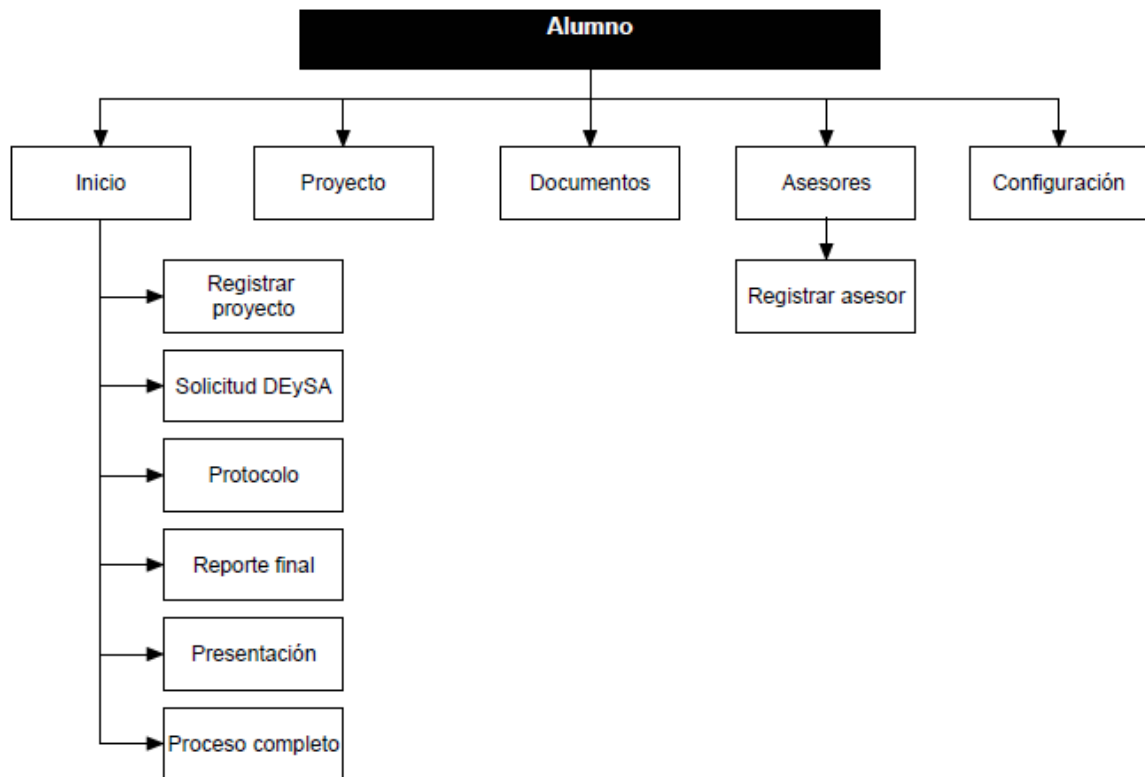 Alumno
Inicio
Proyecto
Documentos
Asesores
Configuración
Registrar
proyecto
Registrar asesor
Solicitud DEySA
Protocolo
Reporte final
Presentación
Proceso completo